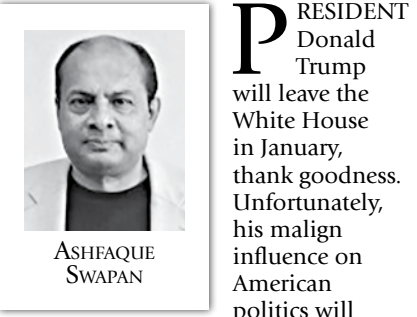 ASHFAQUE
SWAPAN
PRESIDENT
Donald
Trump
will leave the
White House
in January,
thank goodness.
Unfortunately,
his malign
influence on
American
politics will